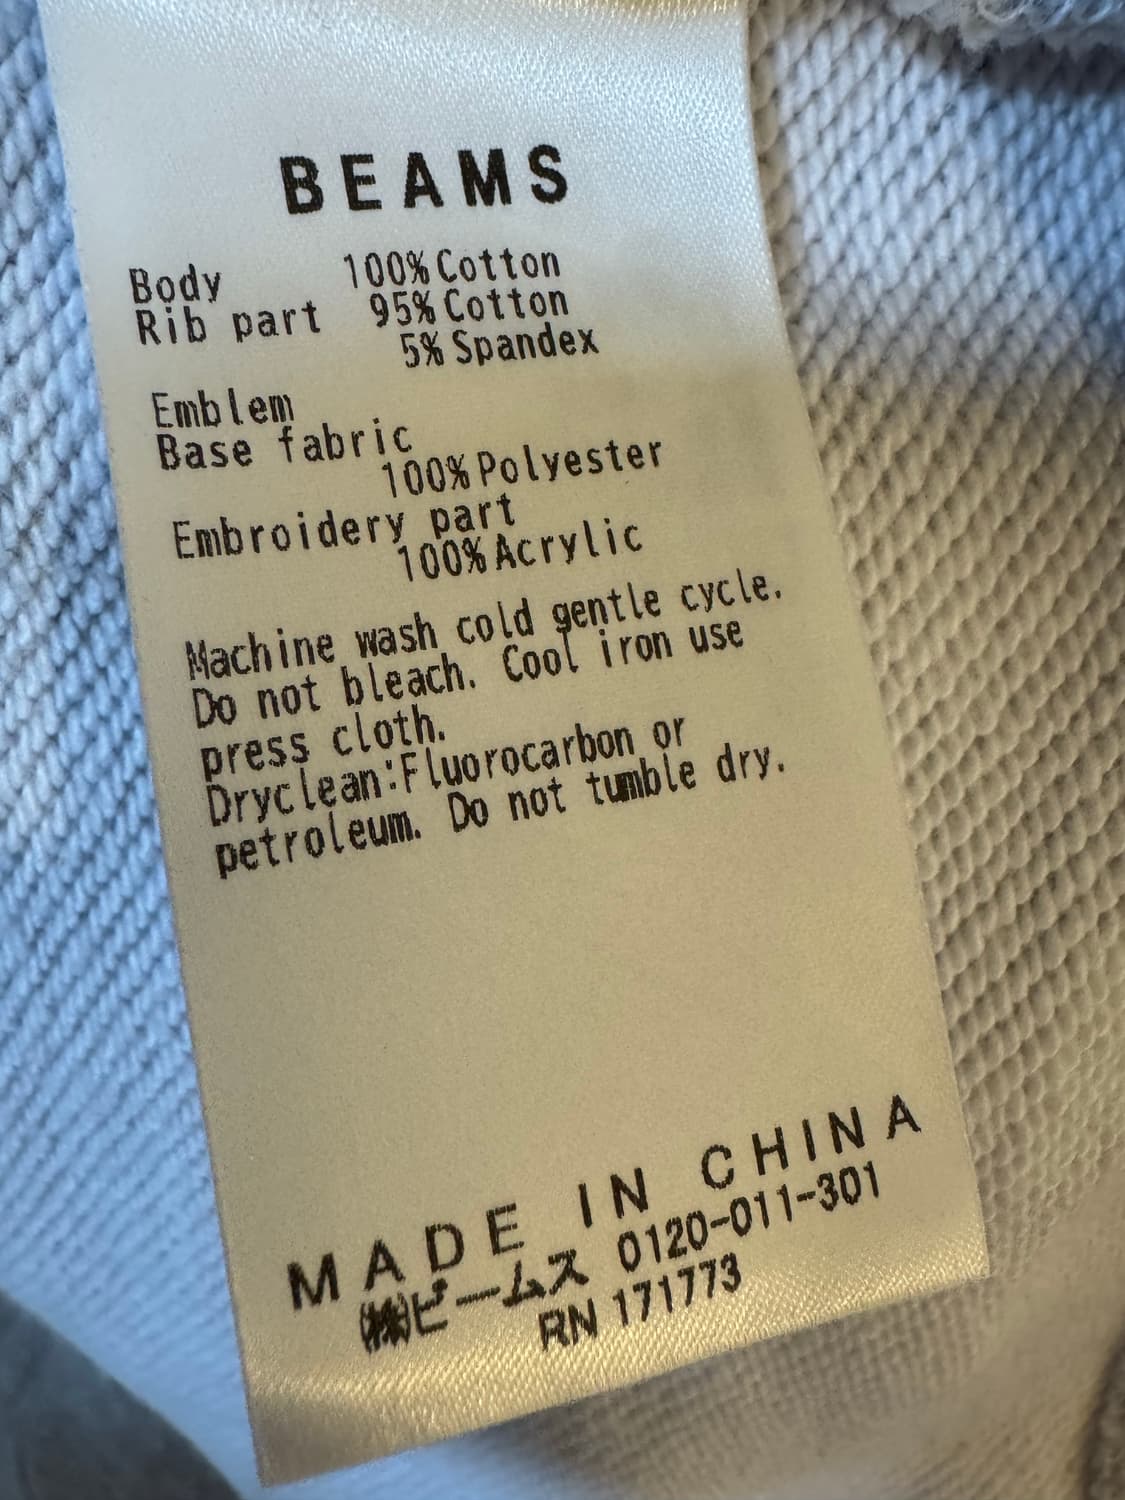 BEAMS
Body 100% Cotton
Rib part 95% Cotton
5% Spandex
Emblem
Base fabric
100% Polyester
Embroidery part
100% Acrylic
Machine wash cold gentle cycle.
Do not bleach. Cool iron use
press cloth.
Dryclean:Fluorocarbon or
petroleum. Do not tumble dry.
MADE IN CHINA
㈱ビームス 0120-011-301
RN 171773